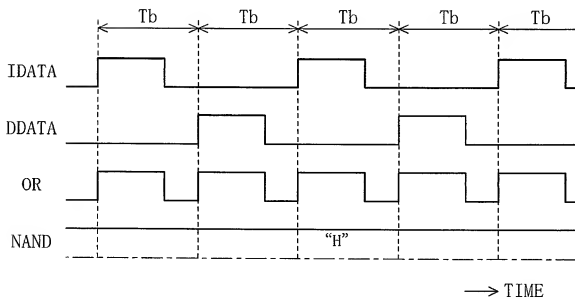 Tb Tb Tb Tb Tb
IDATA
DDATA
OR
NAND
“H”
TIME